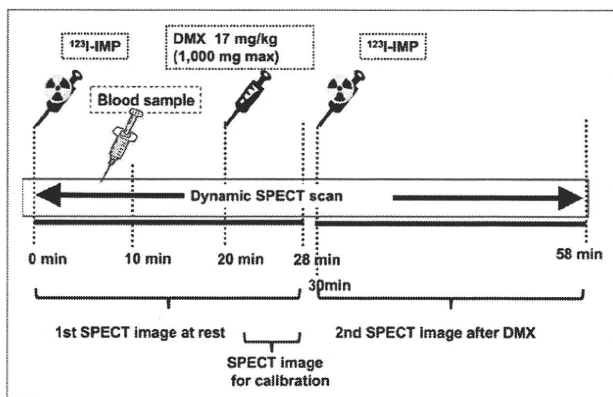 ¹²³I-IMP
DMX 17 mg/kg
(1,000 mg max)
¹²³I-IMP
Blood sample
Dynamic SPECT scan
0 min
10 min
20 min
28 min
30min
58 min
1st SPECT image at rest
2nd SPECT image after DMX
SPECT image
for calibration